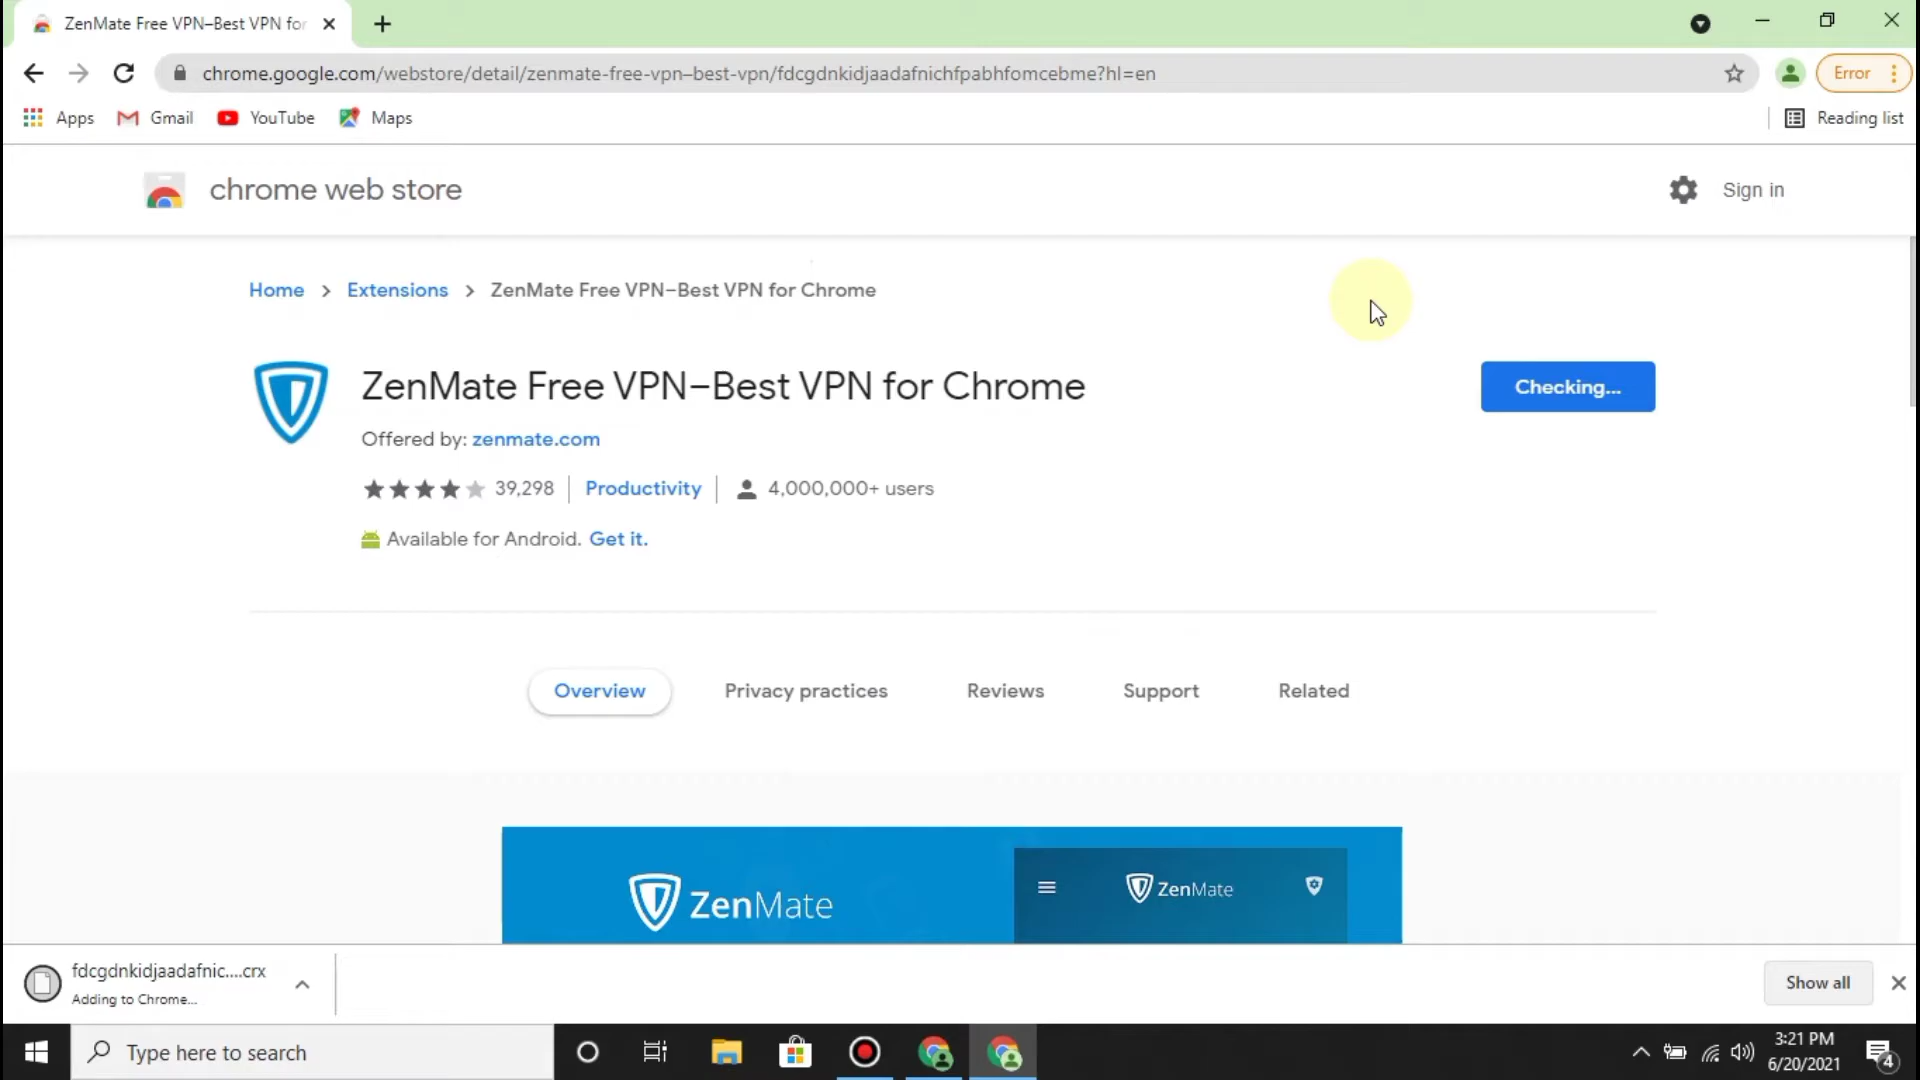 ZenMate Free VPN–Best VPN for
chrome.google.com/webstore/detail/zenmate-free-vpn–best-vpn/fdcgdnkidjaadafnichfpabhfomcebme?hl=en
Error
Apps
Gmail
YouTube
Maps
Reading list
chrome web store
Sign in
Home > Extensions > ZenMate Free VPN–Best VPN for Chrome
ZenMate Free VPN–Best VPN for Chrome
Checking...
Offered by: zenmate.com
39,298
Productivity
4,000,000+ users
Available for Android. Get it.
Overview
Privacy practices
Reviews
Support
Related
ZenMate
ZenMate
fdcgdnkidjaadafnic....crx
Adding to Chrome...
Show all
Type here to search
3:21 PM
6/20/2021
4